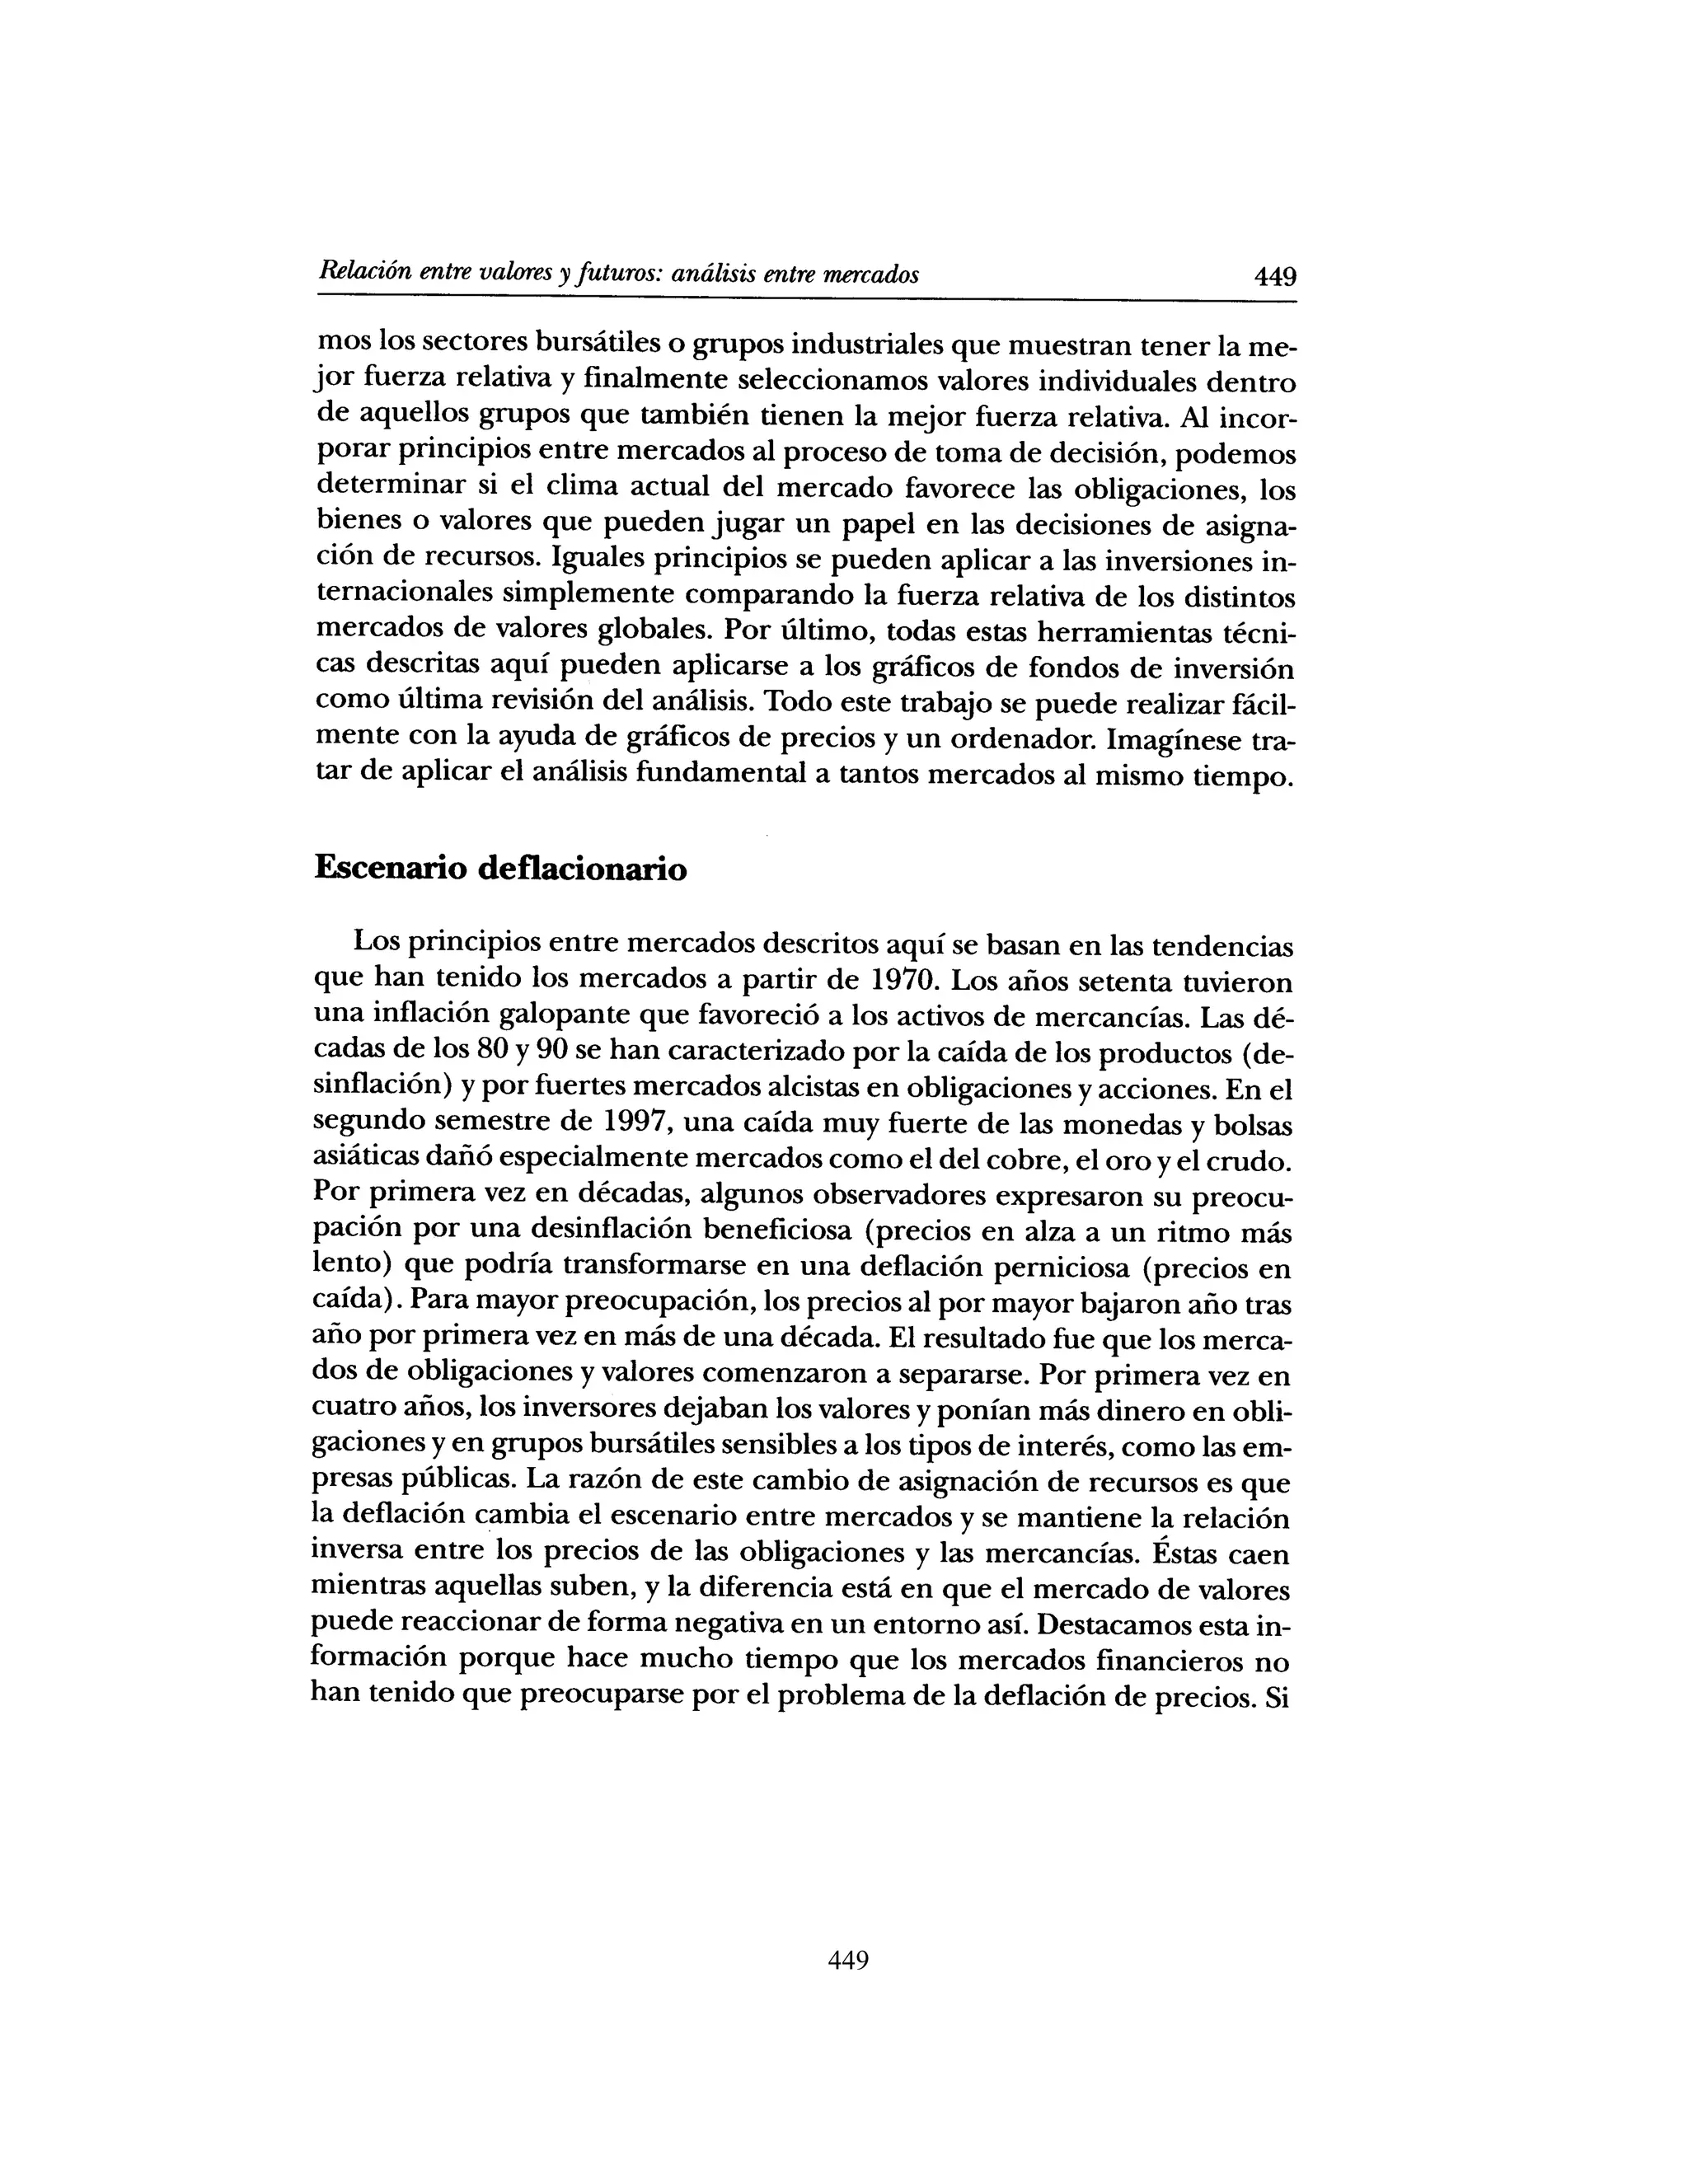 Relación entre valores y futuros: análisis entre mercados 449
mos los sectores bursátiles o grupos industriales que muestran tener la me-
jor fuerza relativa y finalmente seleccionamos valores individuales dentro
de aquellos grupos que también tienen la mejor fuerza relativa. Al incor-
porar principios entre mercados al proceso de toma de decisión, podemos
determinar si el clima actual del mercado favorece las obligaciones, los
bienes o valores que pueden jugar un papel en las decisiones de asigna-
ción de recursos. Iguales principios se pueden aplicar a las inversiones in-
ternacionales simplemente comparando la fuerza relativa de los distintos
mercados de valores globales. Por último, todas estas herramientas técni-
cas descritas aquí pueden aplicarse a los gráficos de fondos de inversión
como última revisión del análisis. Todo este trabajo se puede realizar fácil-
mente con la ayuda de gráficos de precios y un ordenador. Imagínese tra-
tar de aplicar el análisis fundamental a tantos mercados al mismo tiempo.
Escenario deflacionario
Los principios entre mercados descritos aquí se basan en las tendencias
que han tenido los mercados a partir de 1970. Los años setenta tuvieron
una inflación galopante que favoreció a los activos de mercancías. Las dé-
cadas de los 80 y 90 se han caracterizado por la caída de los productos (de-
sinflación) y por fuertes mercados alcistas en obligaciones y acciones. En el
segundo semestre de 1997, una caída muy fuerte de las monedas y bolsas
asiáticas dañó especialmente mercados como el del cobre, el oro y el crudo.
Por primera vez en décadas, algunos observadores expresaron su preocu-
pación por una desinflación beneficiosa (precios en alza a un ritmo más
lento) que podría transformarse en una deflación perniciosa (precios en
caída). Para mayor preocupación, los precios al por mayor bajaron año tras
año por primera vez en más de una década. El resultado fue que los merca-
dos de obligaciones y valores comenzaron a separarse. Por primera vez en
cuatro años, los inversores dejaban los valores y ponían más dinero en obli-
gaciones y en grupos bursátiles sensibles a los tipos de interés, como las em-
presas públicas. La razón de este cambio de asignación de recursos es que
la deflación cambia el escenario entre mercados y se mantiene la relación
inversa entre los precios de las obligaciones y las mercancías. Éstas caen
mientras aquellas suben, y la diferencia está en que el mercado de valores
puede reaccionar de forma negativa en un entorno así. Destacamos esta in-
formación porque hace mucho tiempo que los mercados financieros no
han tenido que preocuparse por el problema de la deflación de precios. Si
449